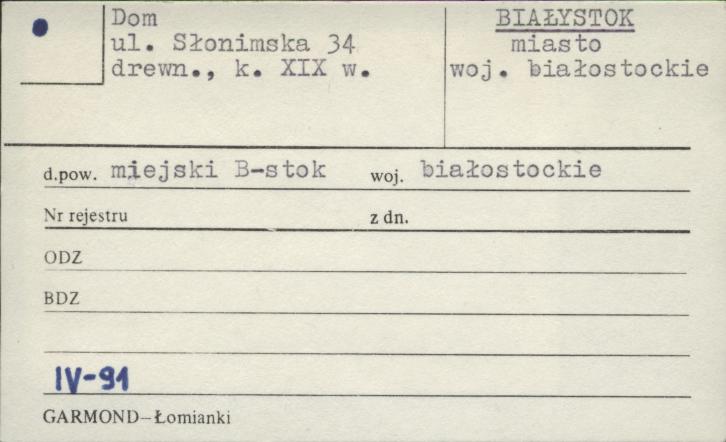 Dom
ul. Słonimska 34
drewn., k. XIX w.
BIAŁYSTOK
miasto
woj. białostockie
d.pow. miejski B-stok woj. białostockie
Nr rejestru z dn.
ODZ
BDZ
IV-91
GARMOND–Łomianki